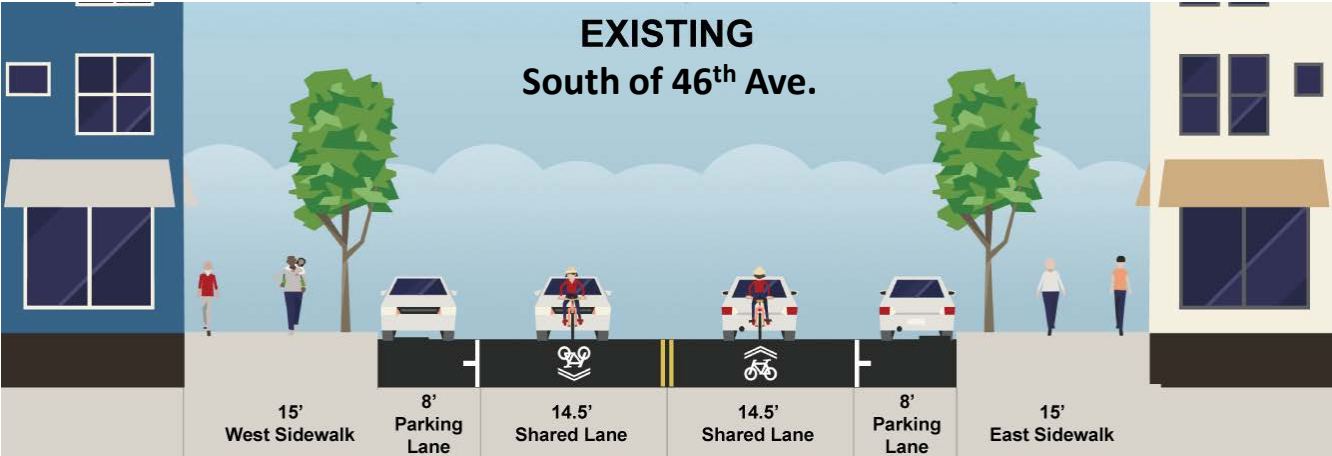 EXISTING
South of 46th Ave.
15’
West Sidewalk
8’
Parking
Lane
14.5’
Shared Lane
14.5’
Shared Lane
8’
Parking
Lane
15’
East Sidewalk